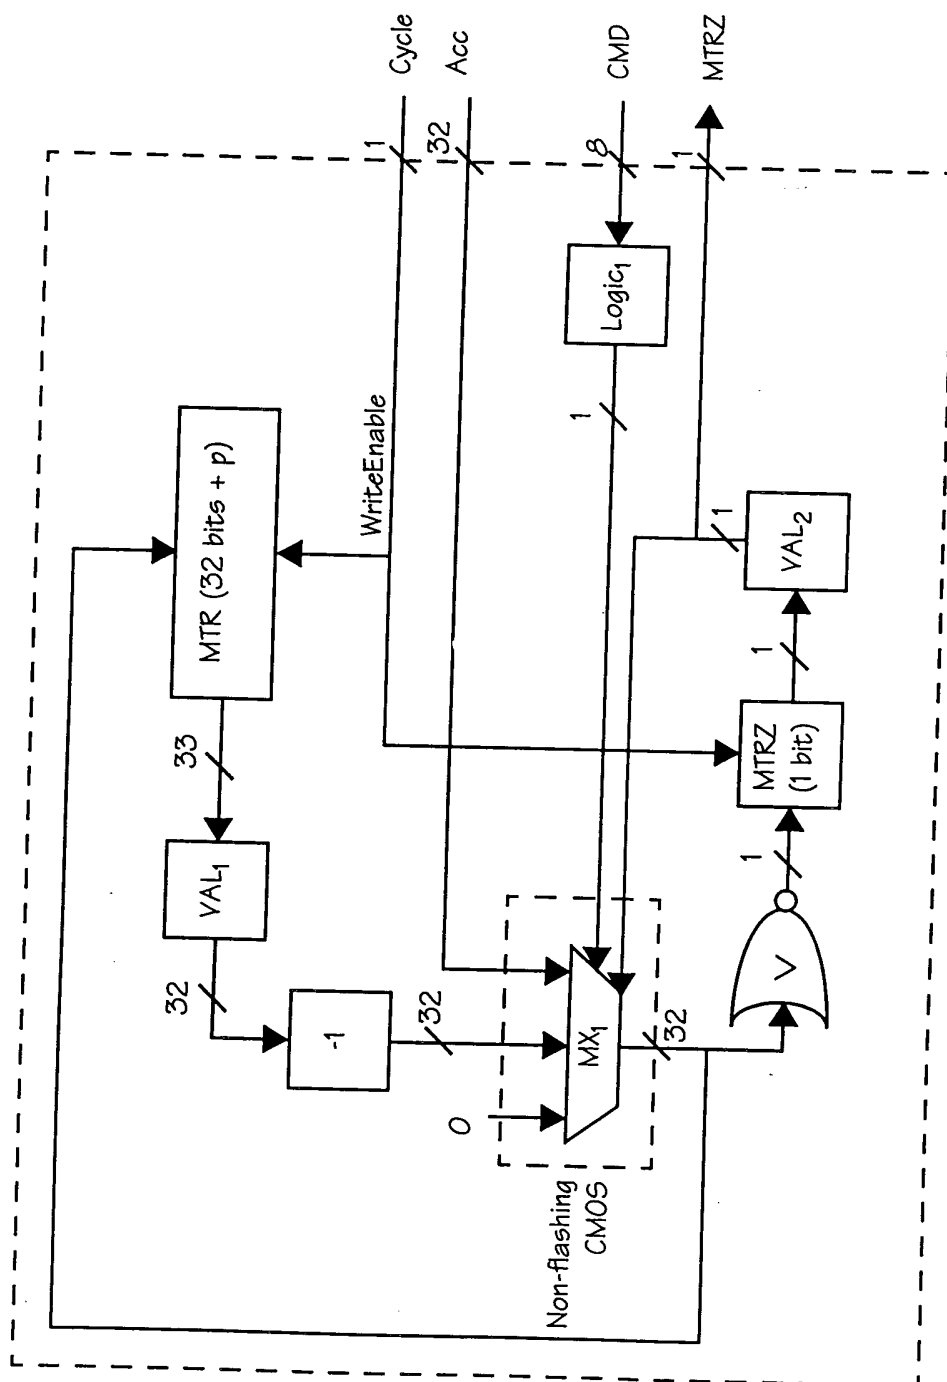 Cycle
Acc
CMD
MTRZ
1
32
8
1
Logic₁
1
WriteEnable
MTR (32 bits + p)
33
VAL₁
32
-1
32
0
MX₁
32
Non-flashing
CMOS
V
1
MTRZ
(1 bit)
1
VAL₂
1